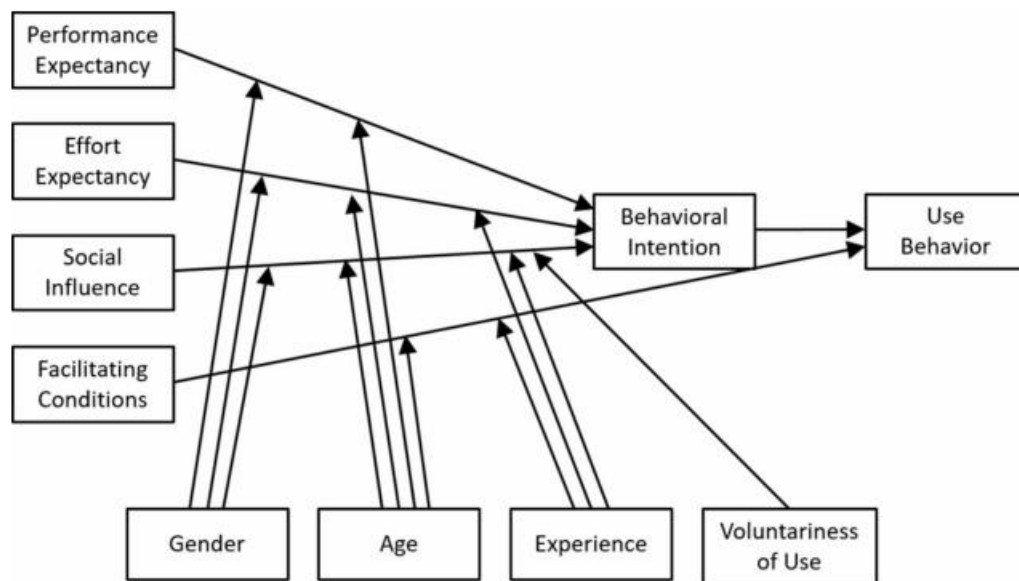 Performance
Expectancy
Effort
Expectancy
Social
Influence
Facilitating
Conditions
Behavioral
Intention
Use
Behavior
Gender
Age
Experience
Voluntariness
of Use